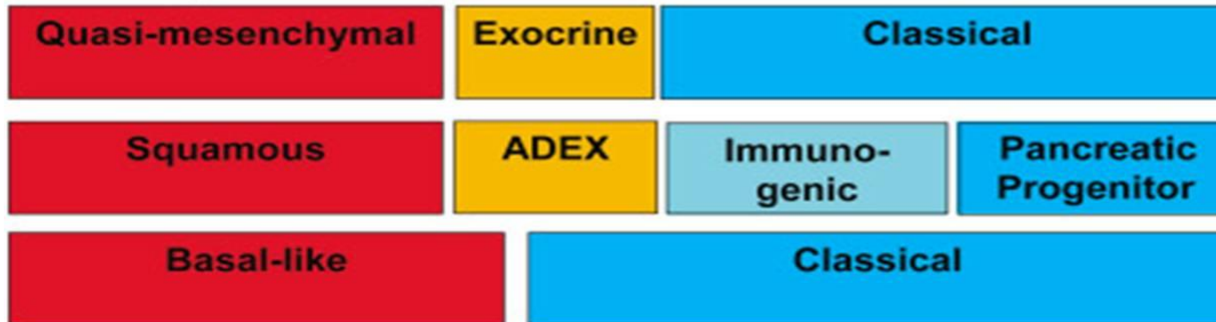 Quasi-mesenchymal Exocrine Classical
Squamous ADEX Immuno-
genic Pancreatic
Progenitor
Basal-like Classical